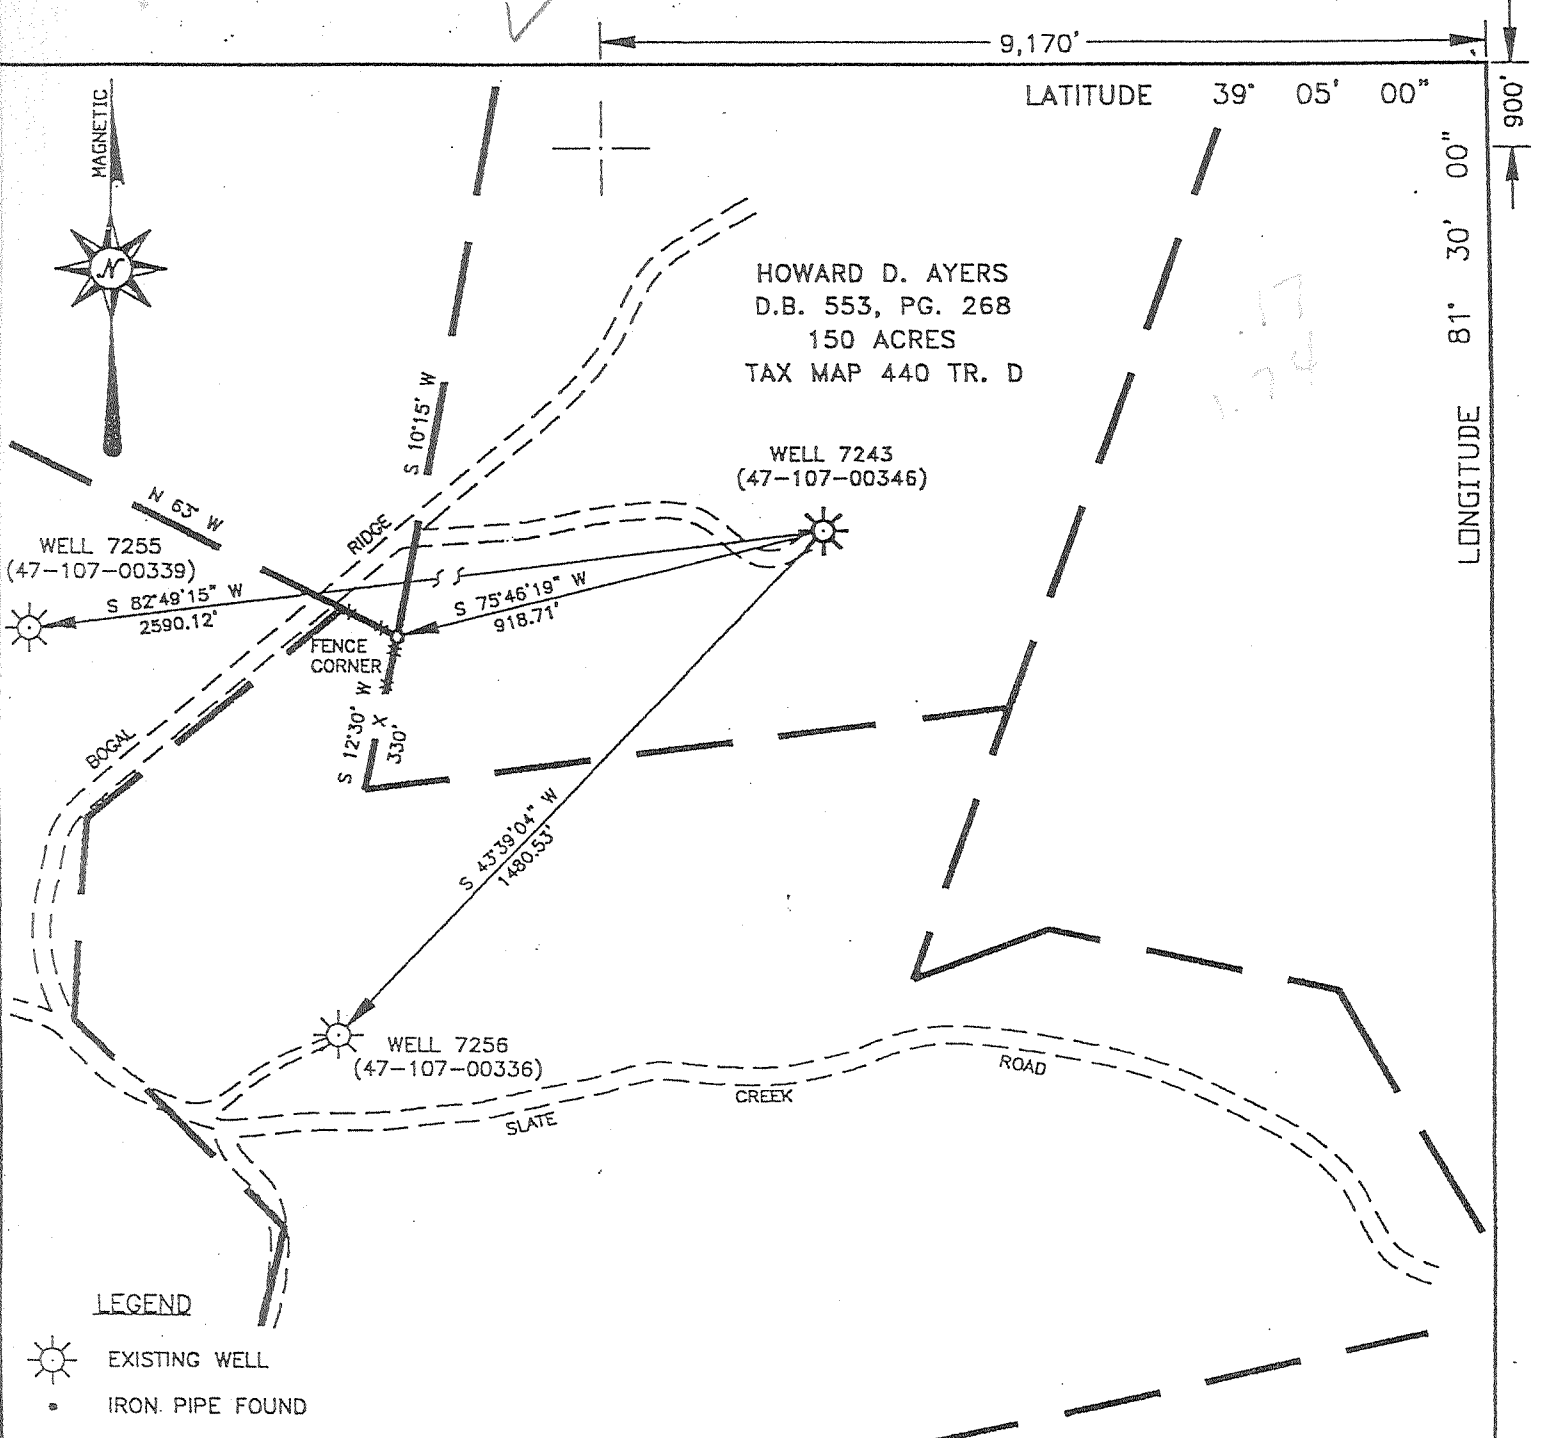 9,170'
LATITUDE 39° 05' 00"
900'
LONGITUDE 81° 30' 00"
MAGNETIC
N
HOWARD D. AYERS
D.B. 553, PG. 268
150 ACRES
TAX MAP 440 TR. D
S 10°15' W
WELL 7243
(47-107-00346)
N 63° W
RIDGE
WELL 7255
(47-107-00339)
S 82°49'15" W
2590.12'
S 75°46'19" W
918.71'
FENCE
CORNER
S 12°30' W
X
330'
BOGAL
S 43°39'04" W
1480.53'
WELL 7256
(47-107-00336)
SLATE
CREEK
ROAD
LEGEND
EXISTING WELL
IRON PIPE FOUND